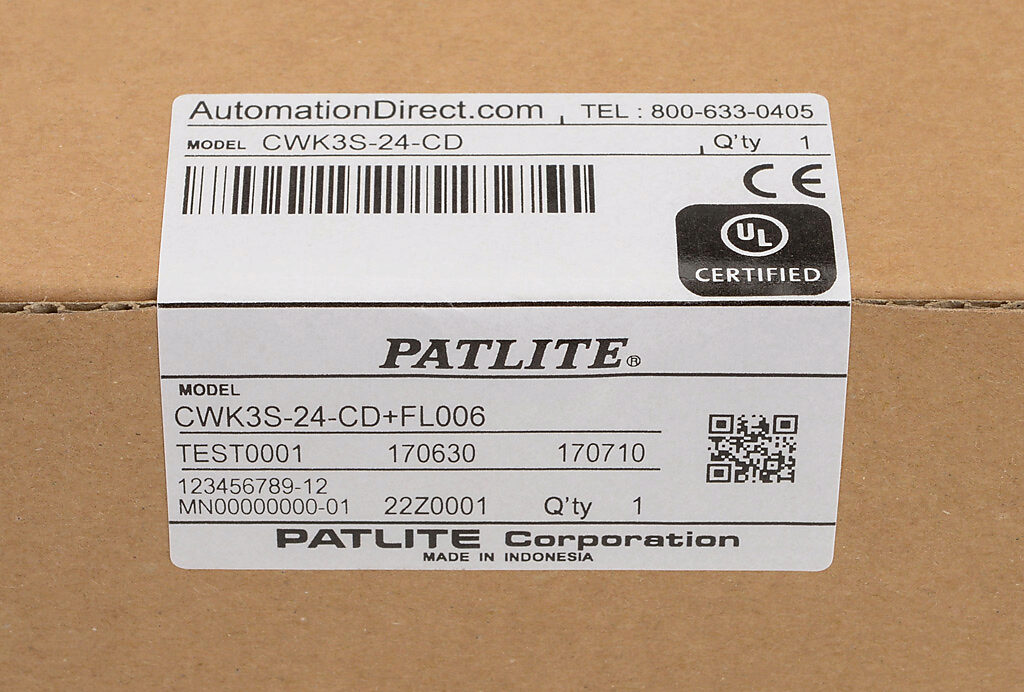 AutomationDirect.com TEL : 800-633-0405
MODEL CWK3S-24-CD Q'ty 1
CE
UL
CERTIFIED
PATLITE®
MODEL
CWK3S-24-CD+FL006
TEST0001 170630 170710
123456789-12
MN00000000-01 22Z0001 Q'ty 1
PATLITE Corporation
MADE IN INDONESIA